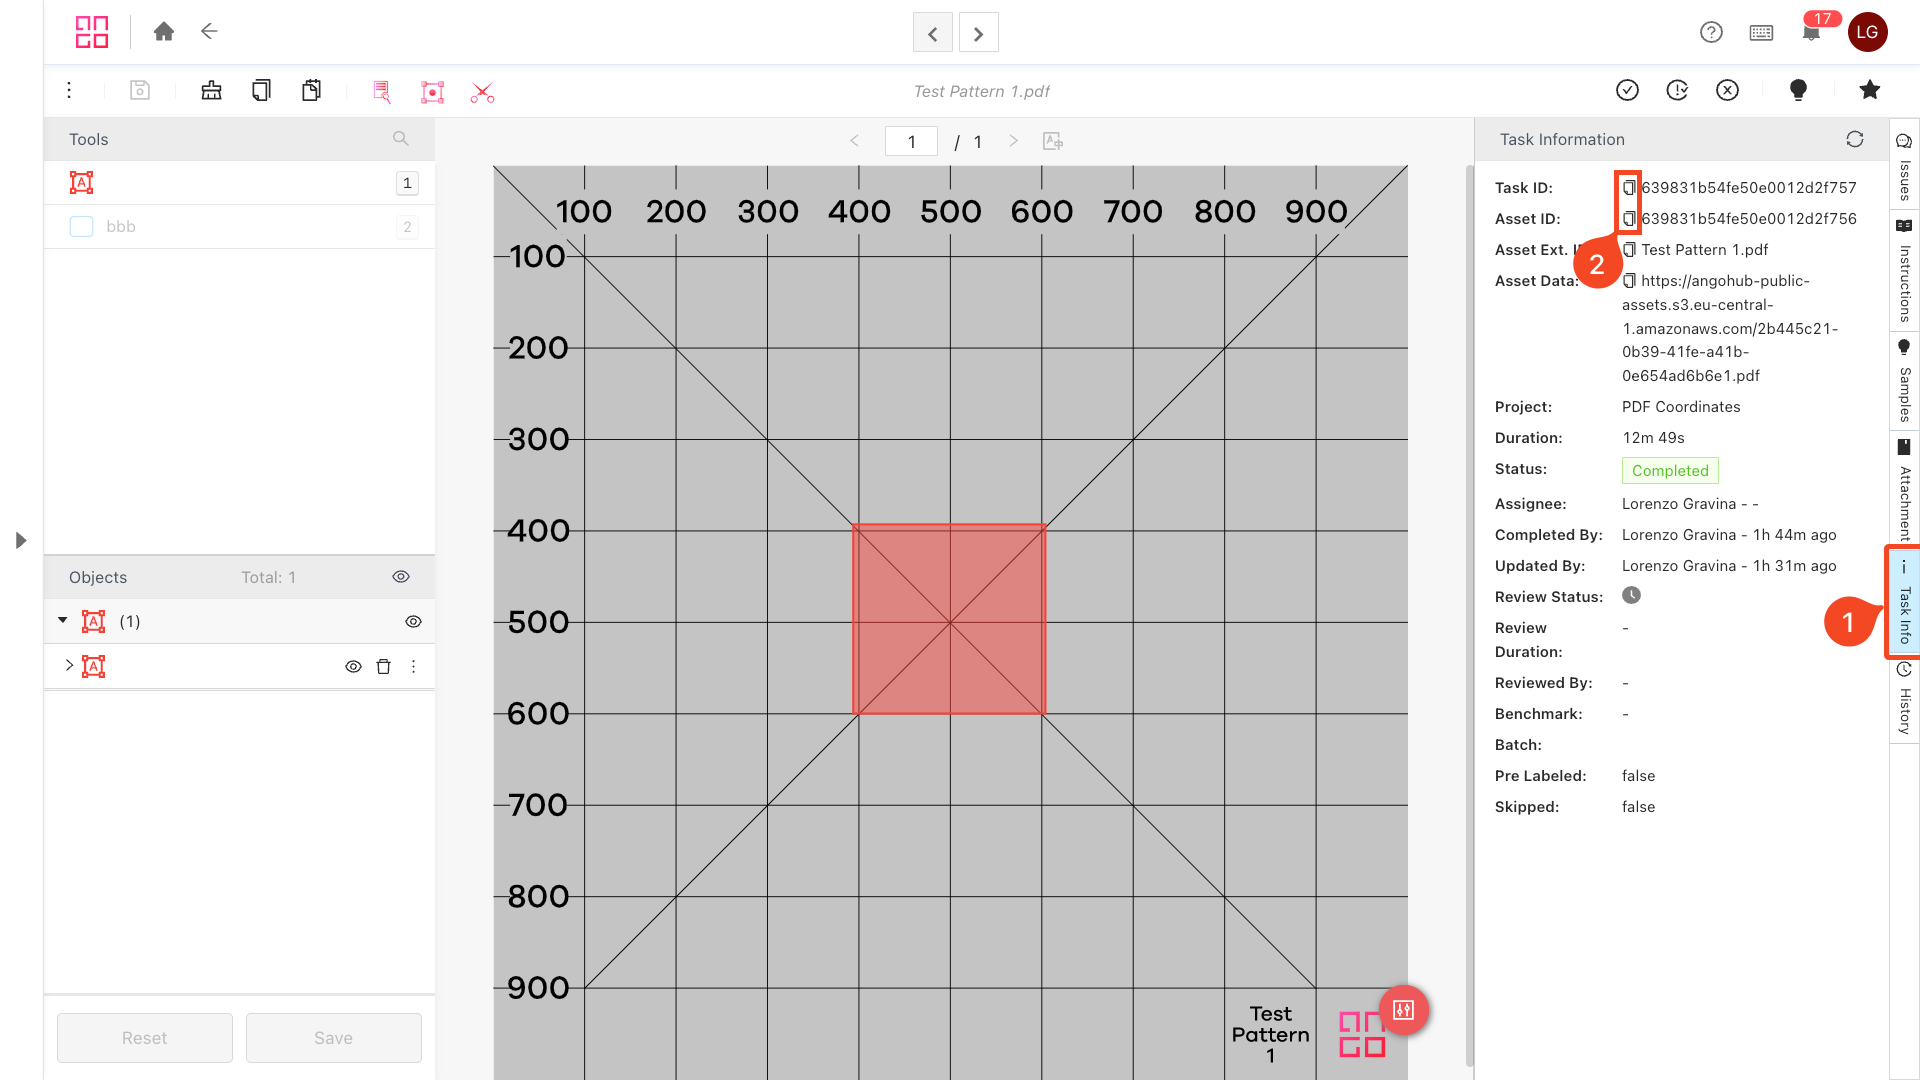 17
LG
Test Pattern 1.pdf
Tools
1
bbb
2
Objects
Total: 1
(1)
Reset
Save
1 / 1
100 200 300 400 500 600 700 800 900
100
200
300
400
500
600
700
800
900
Test
Pattern
1
Task Information
Task ID: 639831b54fe50e0012d2f757
Asset ID: 639831b54fe50e0012d2f756
Asset Ext. I Test Pattern 1.pdf
2
Asset Data: https://angohub-public-
assets.s3.eu-central-
1.amazonaws.com/2b445c21-
0b39-41fe-a41b-
0e654ad6b6e1.pdf
Project: PDF Coordinates
Duration: 12m 49s
Status: Completed
Assignee: Lorenzo Gravina - -
Completed By: Lorenzo Gravina - 1h 44m ago
Updated By: Lorenzo Gravina - 1h 31m ago
Review Status:
Review -
Duration:
Reviewed By: -
Benchmark: -
Batch:
Pre Labeled: false
Skipped: false
Issues
Instructions
Samples
Attachment
Task Info
1
History